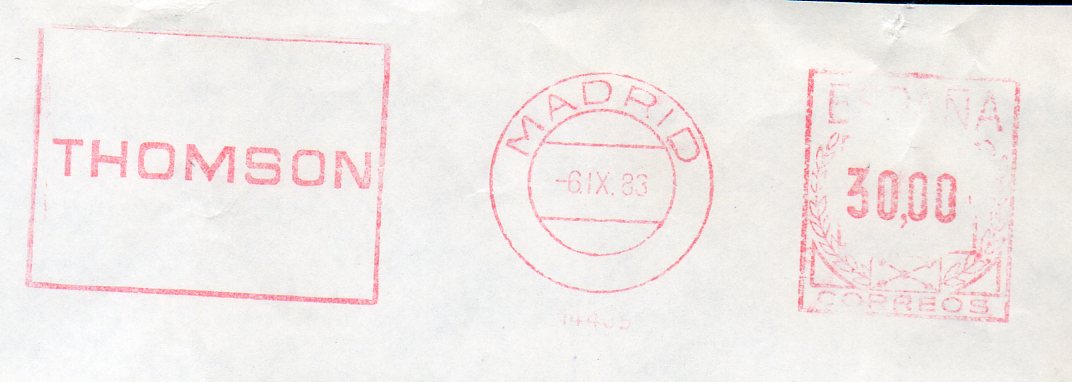 THOMSON
MADRID
-6.IX.83
ESPAÑA
30,00
CORREOS